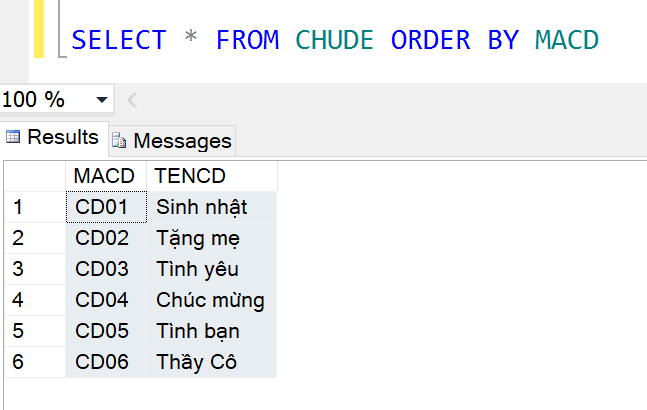 SELECT * FROM CHUDE ORDER BY MACD
100 %
Results Messages
MACD TENCD
1 CD01 Sinh nhật
2 CD02 Tặng mẹ
3 CD03 Tình yêu
4 CD04 Chúc mừng
5 CD05 Tình bạn
6 CD06 Thầy Cô